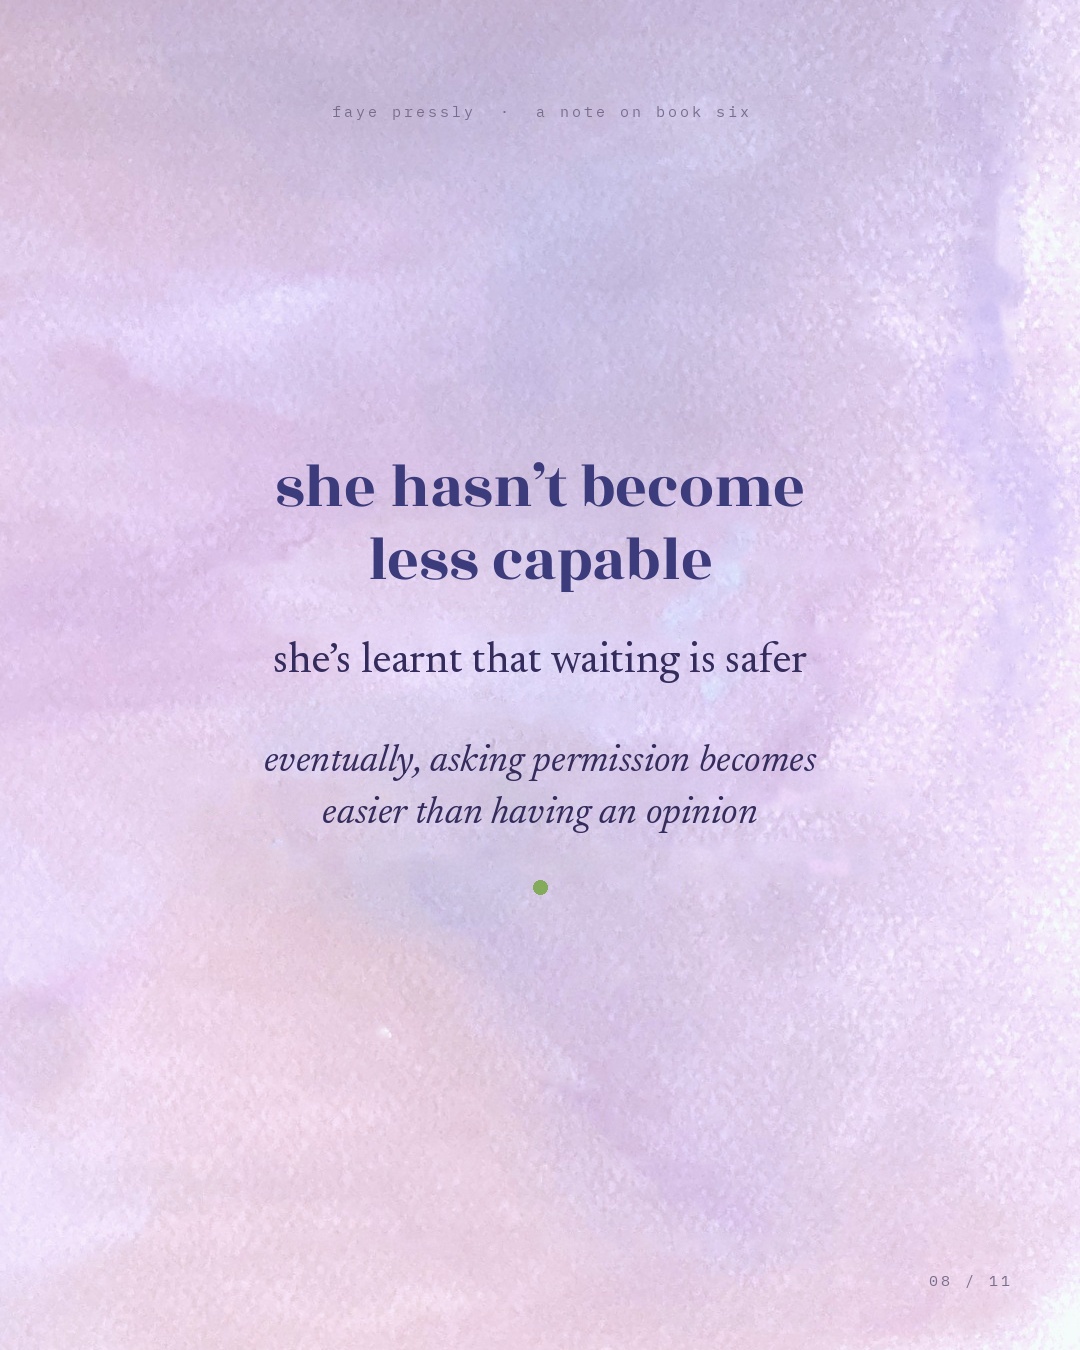 faye pressly · a note on book six
she hasn’t become
less capable
she’s learnt that waiting is safer
eventually, asking permission becomes
easier than having an opinion
08 / 11